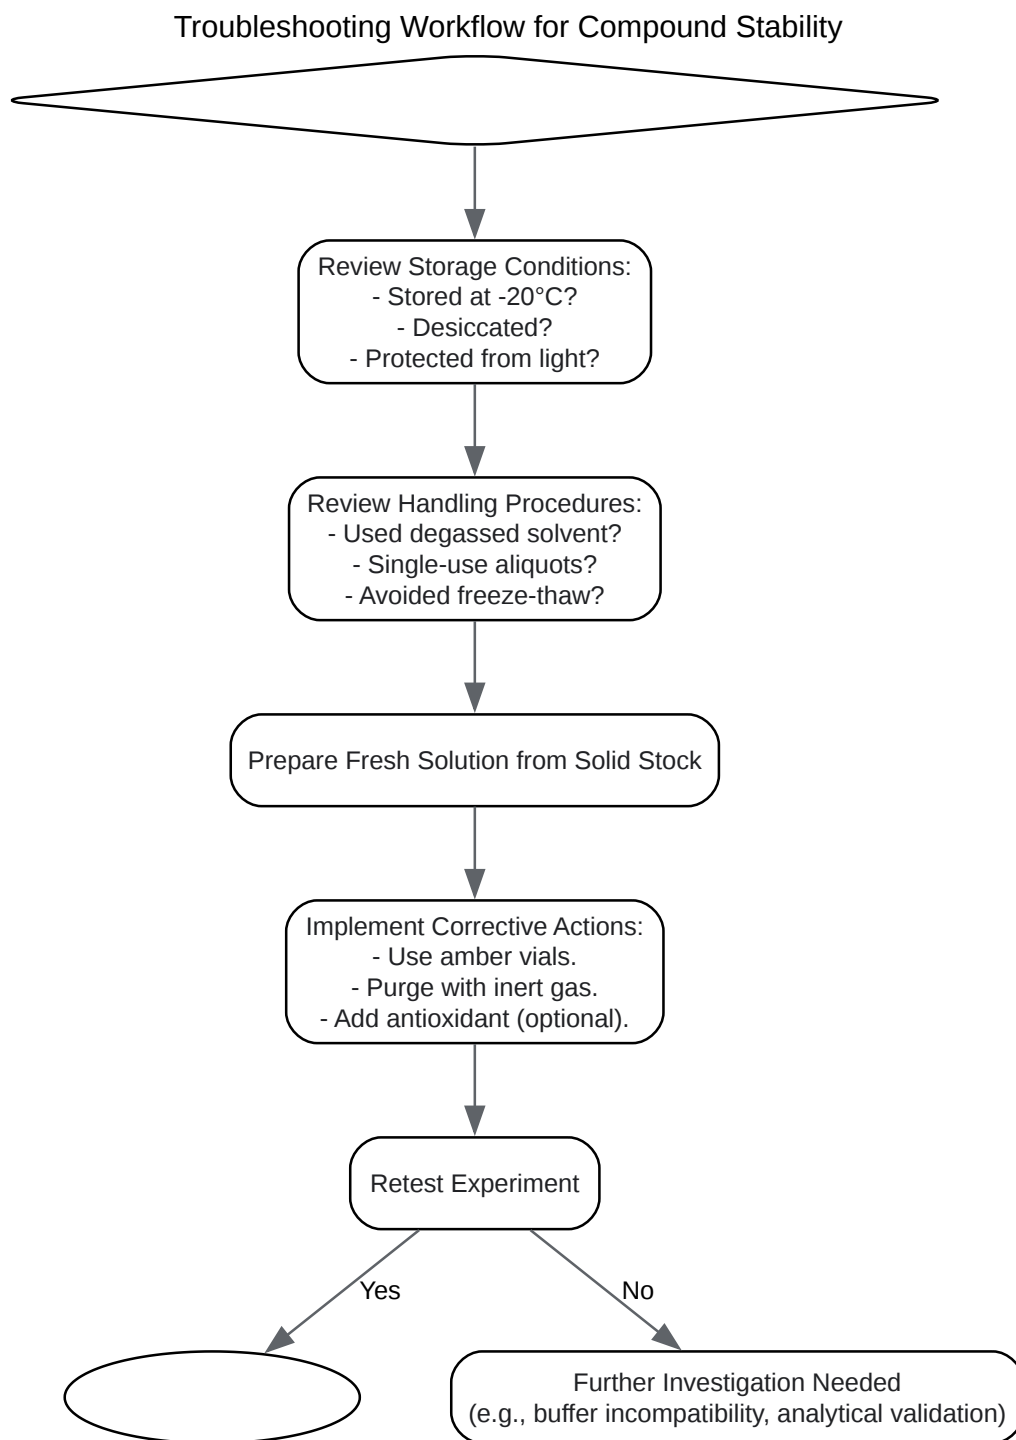 Troubleshooting Workflow for Compound Stability
Review Storage Conditions:
- Stored at -20°C?
- Desiccated?
- Protected from light?
Review Handling Procedures:
- Used degassed solvent?
- Single-use aliquots?
- Avoided freeze-thaw?
Prepare Fresh Solution from Solid Stock
Implement Corrective Actions:
- Use amber vials.
- Purge with inert gas.
- Add antioxidant (optional).
Retest Experiment
Yes
No
Further Investigation Needed
(e.g., buffer incompatibility, analytical validation)